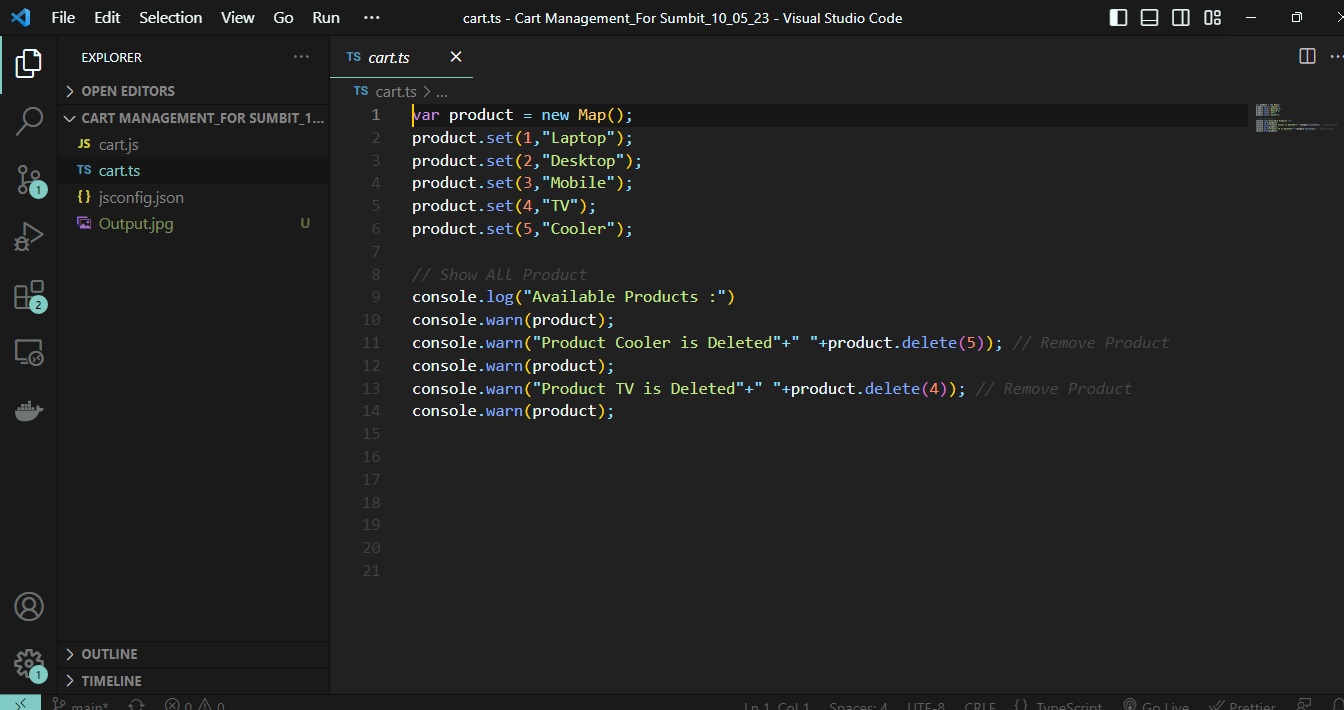 File Edit Selection View Go Run ···
cart.ts - Cart Management_For Sumbit_10_05_23 - Visual Studio Code
EXPLORER ···
OPEN EDITORS
CART MANAGEMENT_FOR SUMBIT_1...
JS cart.js
TS cart.ts
{} jsconfig.json
Output.jpg U
1
2
1
OUTLINE
TIMELINE
TS cart.ts
TS cart.ts > ...
1 var product = new Map();
2 product.set(1,"Laptop");
3 product.set(2,"Desktop");
4 product.set(3,"Mobile");
5 product.set(4,"TV");
6 product.set(5,"Cooler");
7
8 // Show All Product
9 console.log("Available Products :")
10 console.warn(product);
11 console.warn("Product Cooler is Deleted"+" "+product.delete(5)); // Remove Product
12 console.warn(product);
13 console.warn("Product TV is Deleted"+" "+product.delete(4)); // Remove Product
14 console.warn(product);
15
16
17
18
19
20
21
main* 0 0 Ln 1, Col 1 Spaces: 4 UTF-8 CRLF {} TypeScript Go Live Prettier